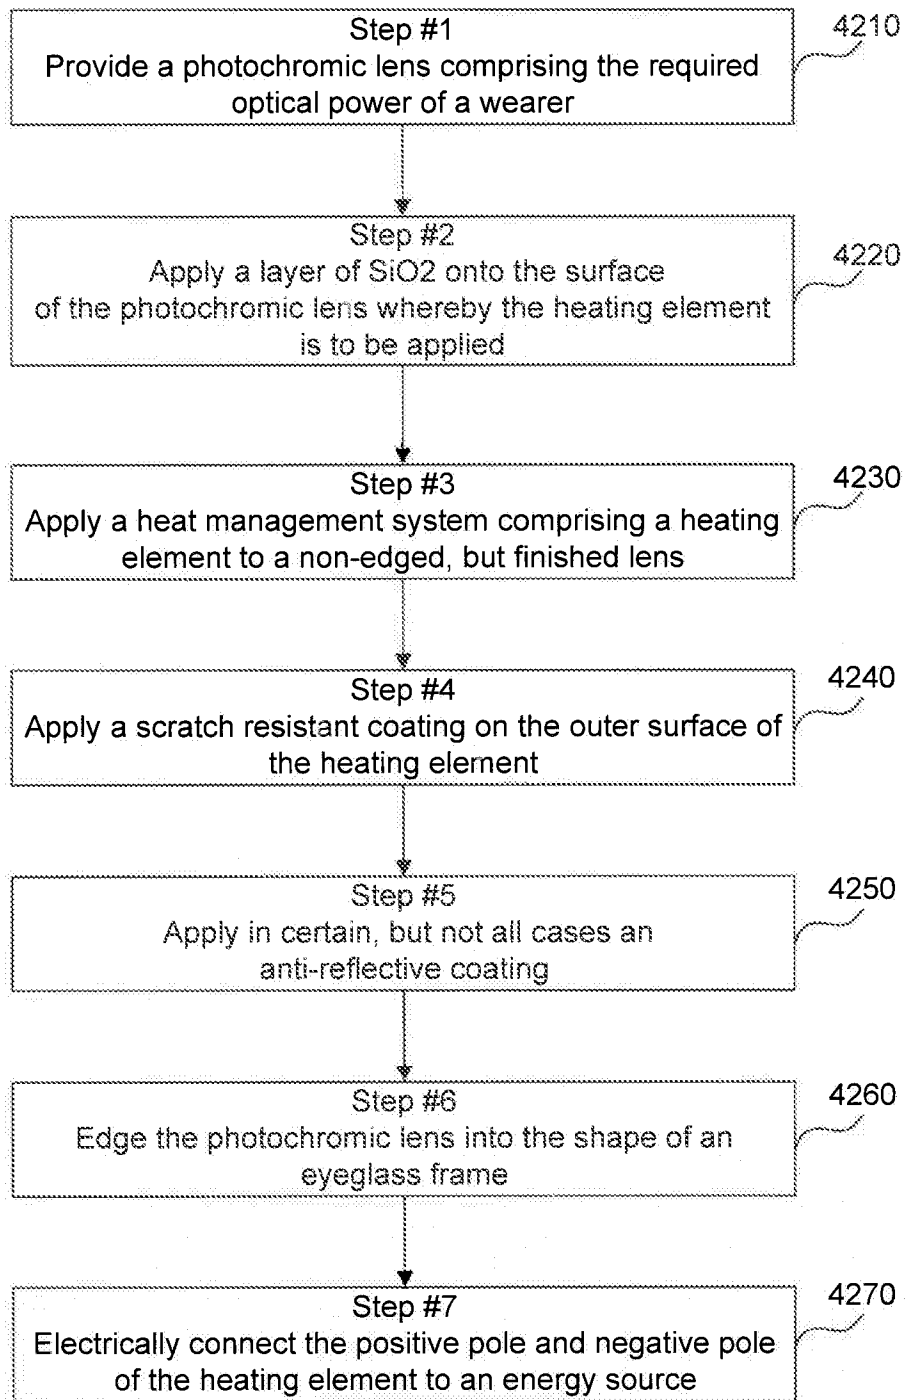 Step #1
4210
Provide a photochromic lens comprising the required
optical power of a wearer
Step #2
4220
Apply a layer of SiO2 onto the surface
of the photochromic lens whereby the heating element
is to be applied
Step #3
4230
Apply a heat management system comprising a heating
element to a non-edged, but finished lens
Step #4
4240
Apply a scratch resistant coating on the outer surface of
the heating element
Step #5
4250
Apply in certain, but not all cases an
anti-reflective coating
Step #6
4260
Edge the photochromic lens into the shape of an
eyeglass frame
Step #7
4270
Electrically connect the positive pole and negative pole
of the heating element to an energy source